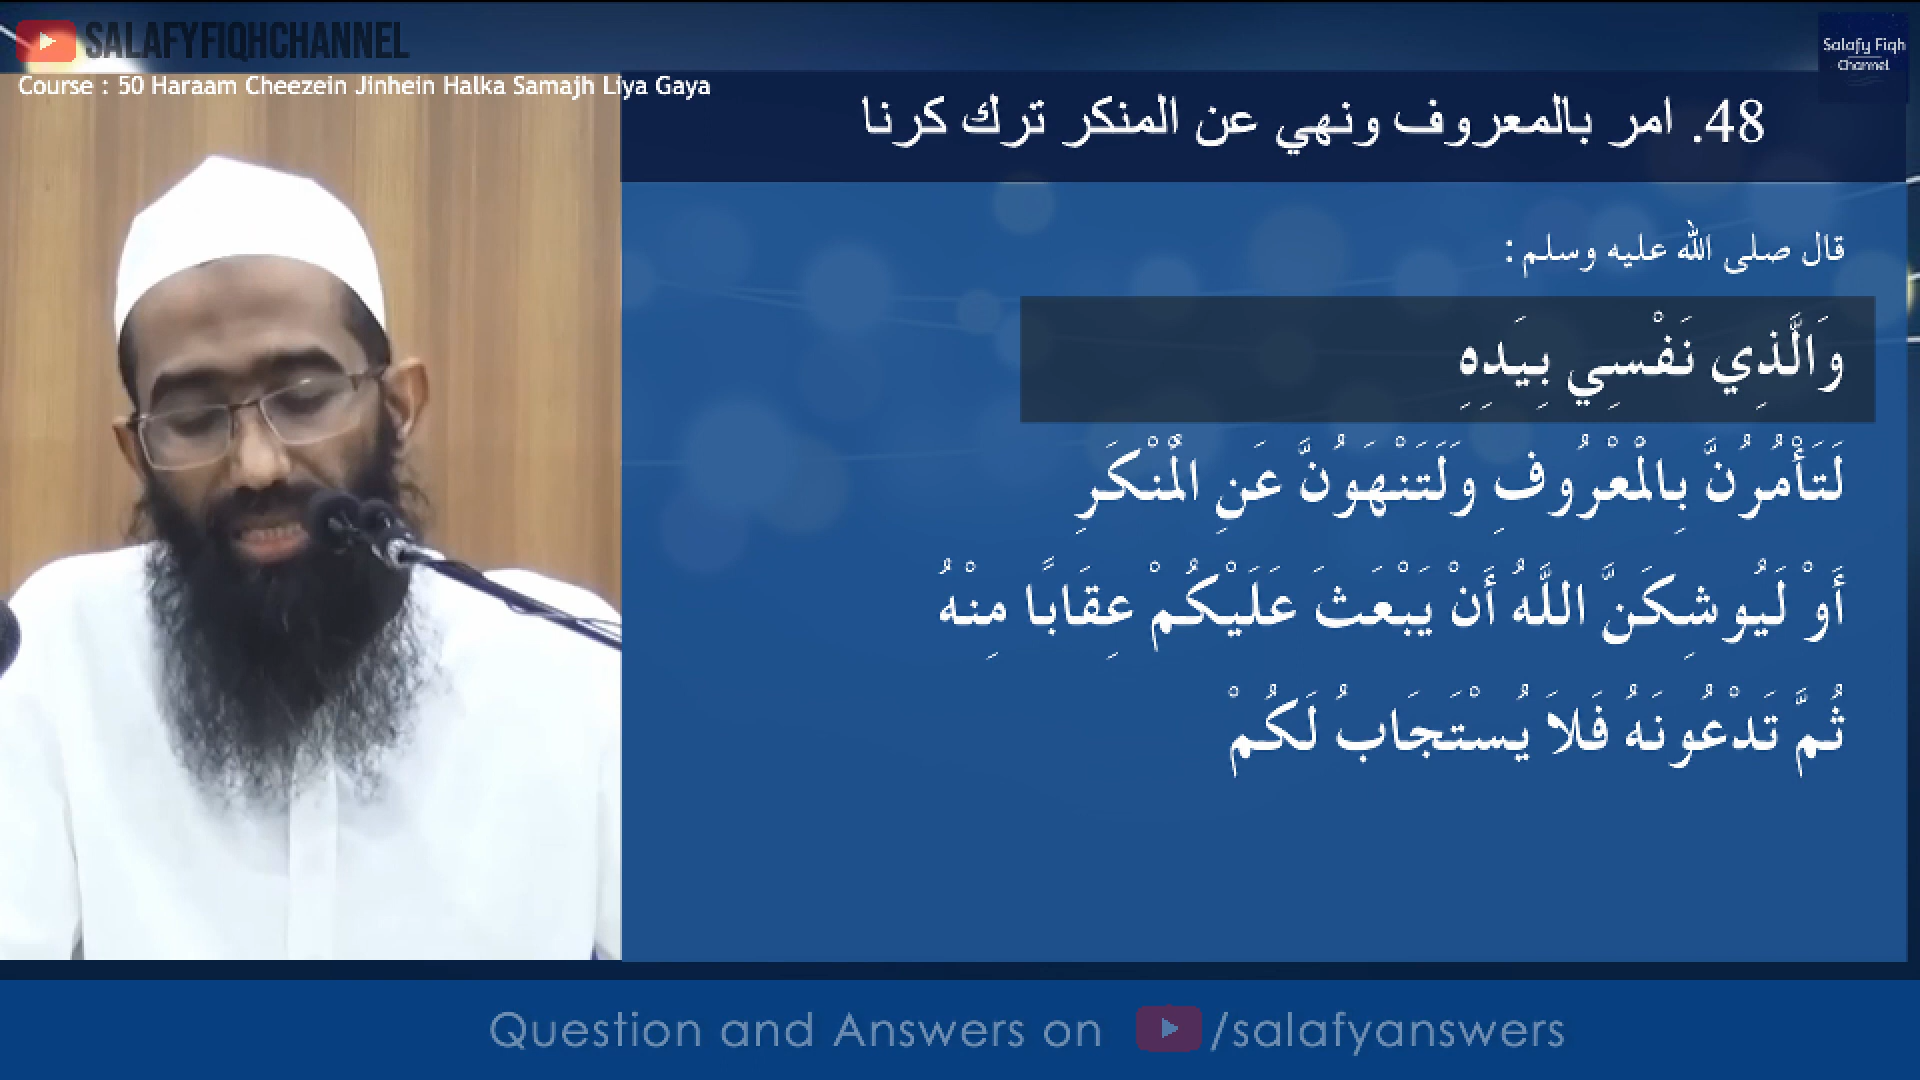 SALAFYFIQHCHANNEL
Salafy Fiqh
Channel
Course : 50 Haraam Cheezein Jinhein Halka Samajh Liya Gaya
48. امر بالمعروف ونهي عن المنكر ترك كرنا
قال صلى الله عليه وسلم :
وَالَّذِي نَفْسِي بِيَدِهِ
لَتَأْمُرُنَّ بِالْمَعْرُوفِ وَلَتَنْهَوُنَّ عَنِ الْمُنْكَرِ
أَوْ لَيُوشِكَنَّ اللَّهُ أَنْ يَبْعَثَ عَلَيْكُمْ عِقَابًا مِنْهُ
ثُمَّ تَدْعُونَهُ فَلاَ يُسْتَجَابُ لَكُمْ
Question and Answers on /salafyanswers